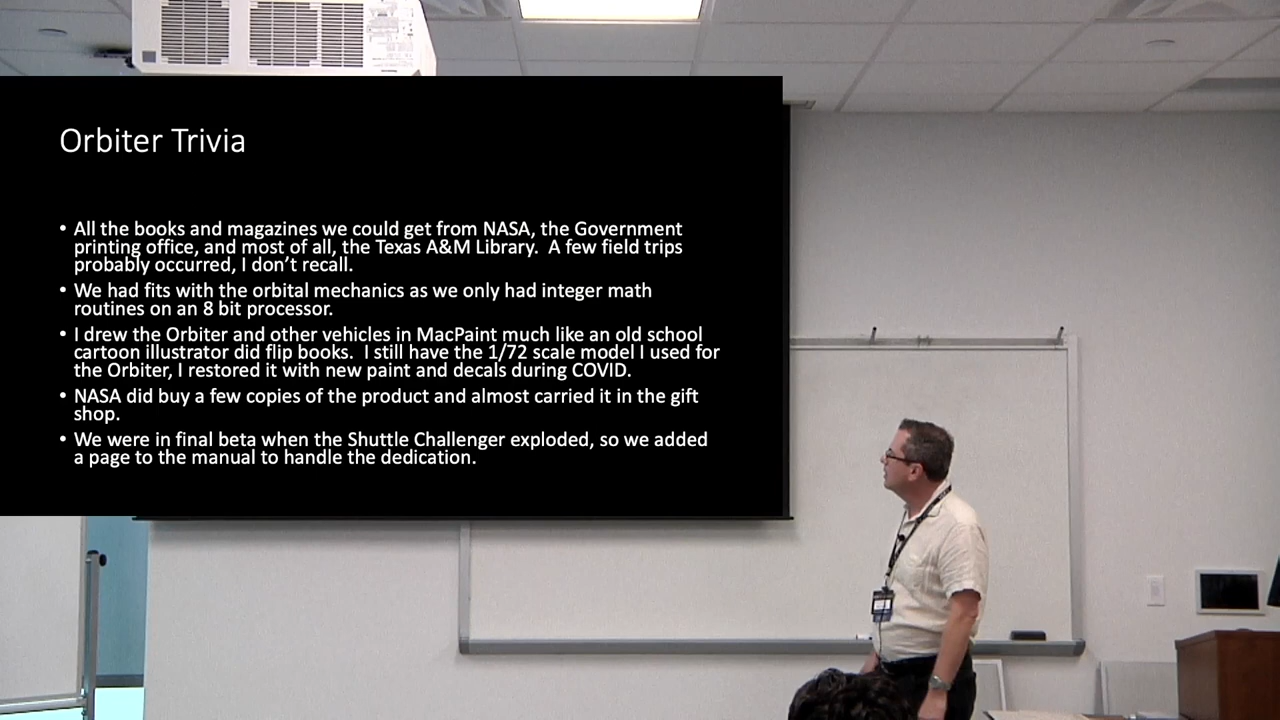 Orbiter Trivia
• All the books and magazines we could get from NASA, the Government
printing office, and most of all, the Texas A&M Library.  A few field trips
probably occurred, I don’t recall.
• We had fits with the orbital mechanics as we only had integer math
routines on an 8 bit processor.
• I drew the Orbiter and other vehicles in MacPaint much like an old school
cartoon illustrator did flip books.  I still have the 1/72 scale model I used for
the Orbiter, I restored it with new paint and decals during COVID.
• NASA did buy a few copies of the product and almost carried it in the gift
shop.
• We were in final beta when the Shuttle Challenger exploded, so we added
a page to the manual to handle the dedication.